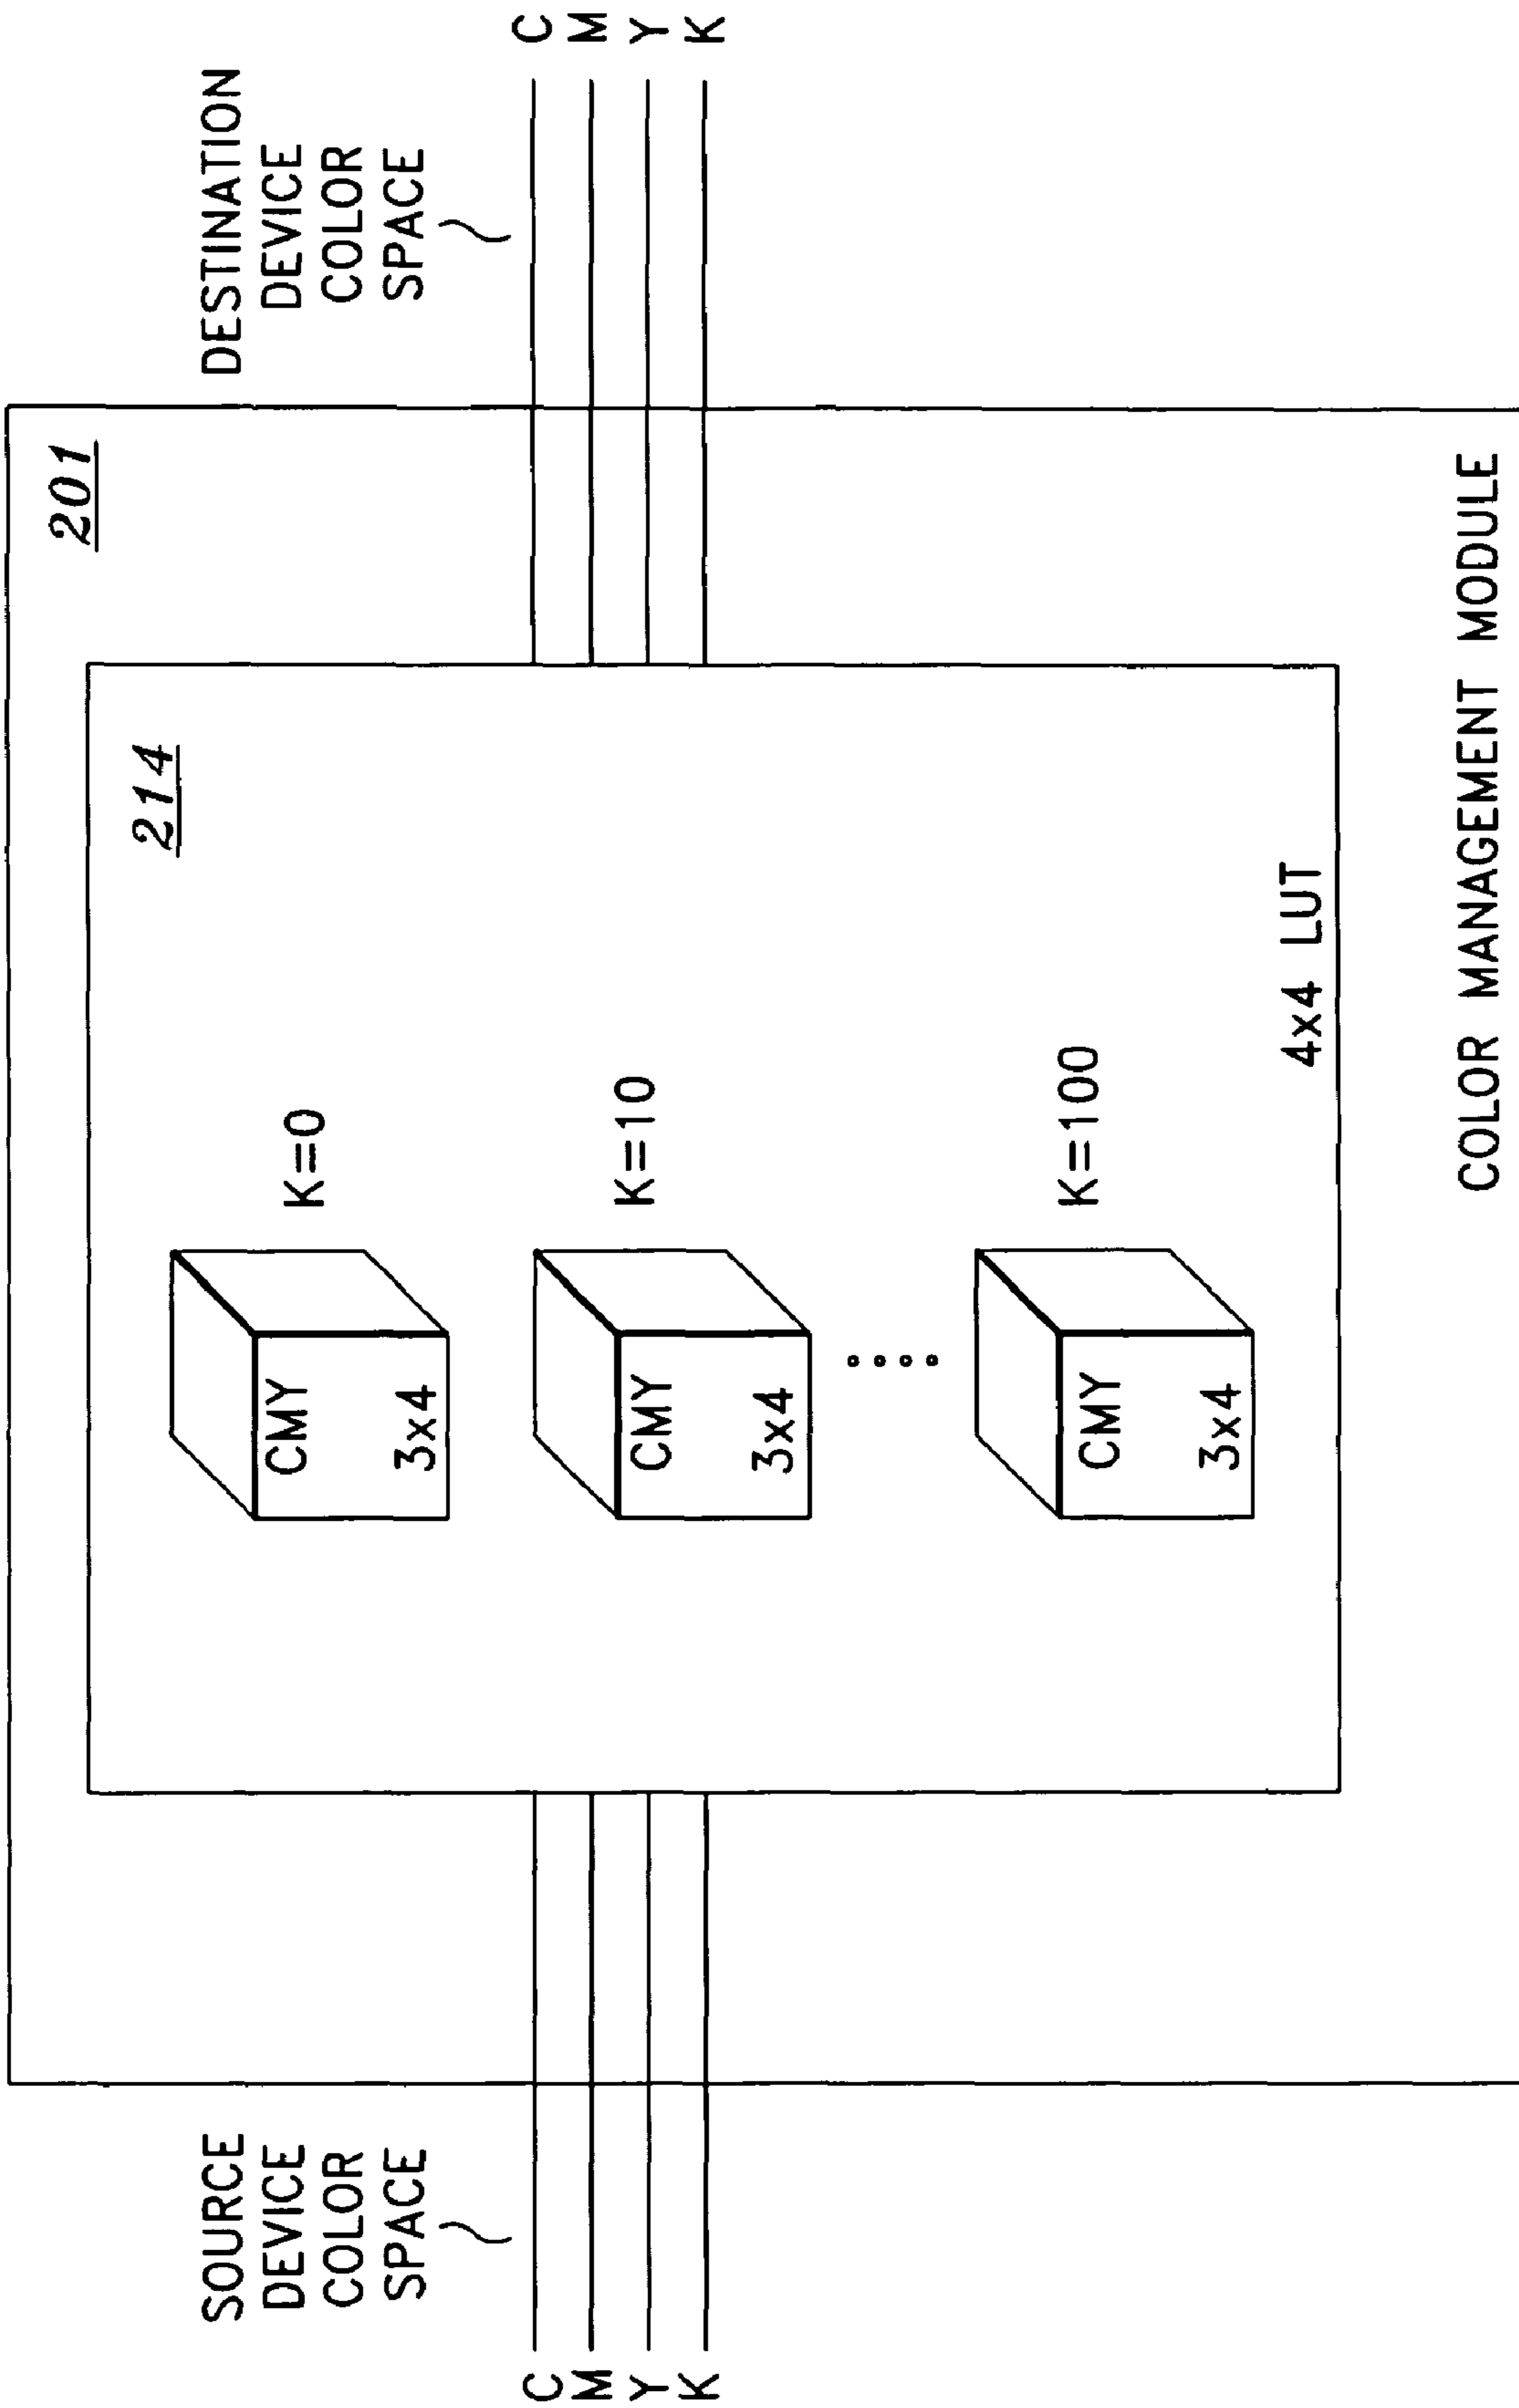 SOURCE
DEVICE
COLOR
SPACE
C
M
Y
K
201
214
CMY
3x4
K=0
CMY
3x4
K=10
CMY
3x4
K=100
4x4 LUT
COLOR MANAGEMENT MODULE
DESTINATION
DEVICE
COLOR
SPACE
C
M
Y
K